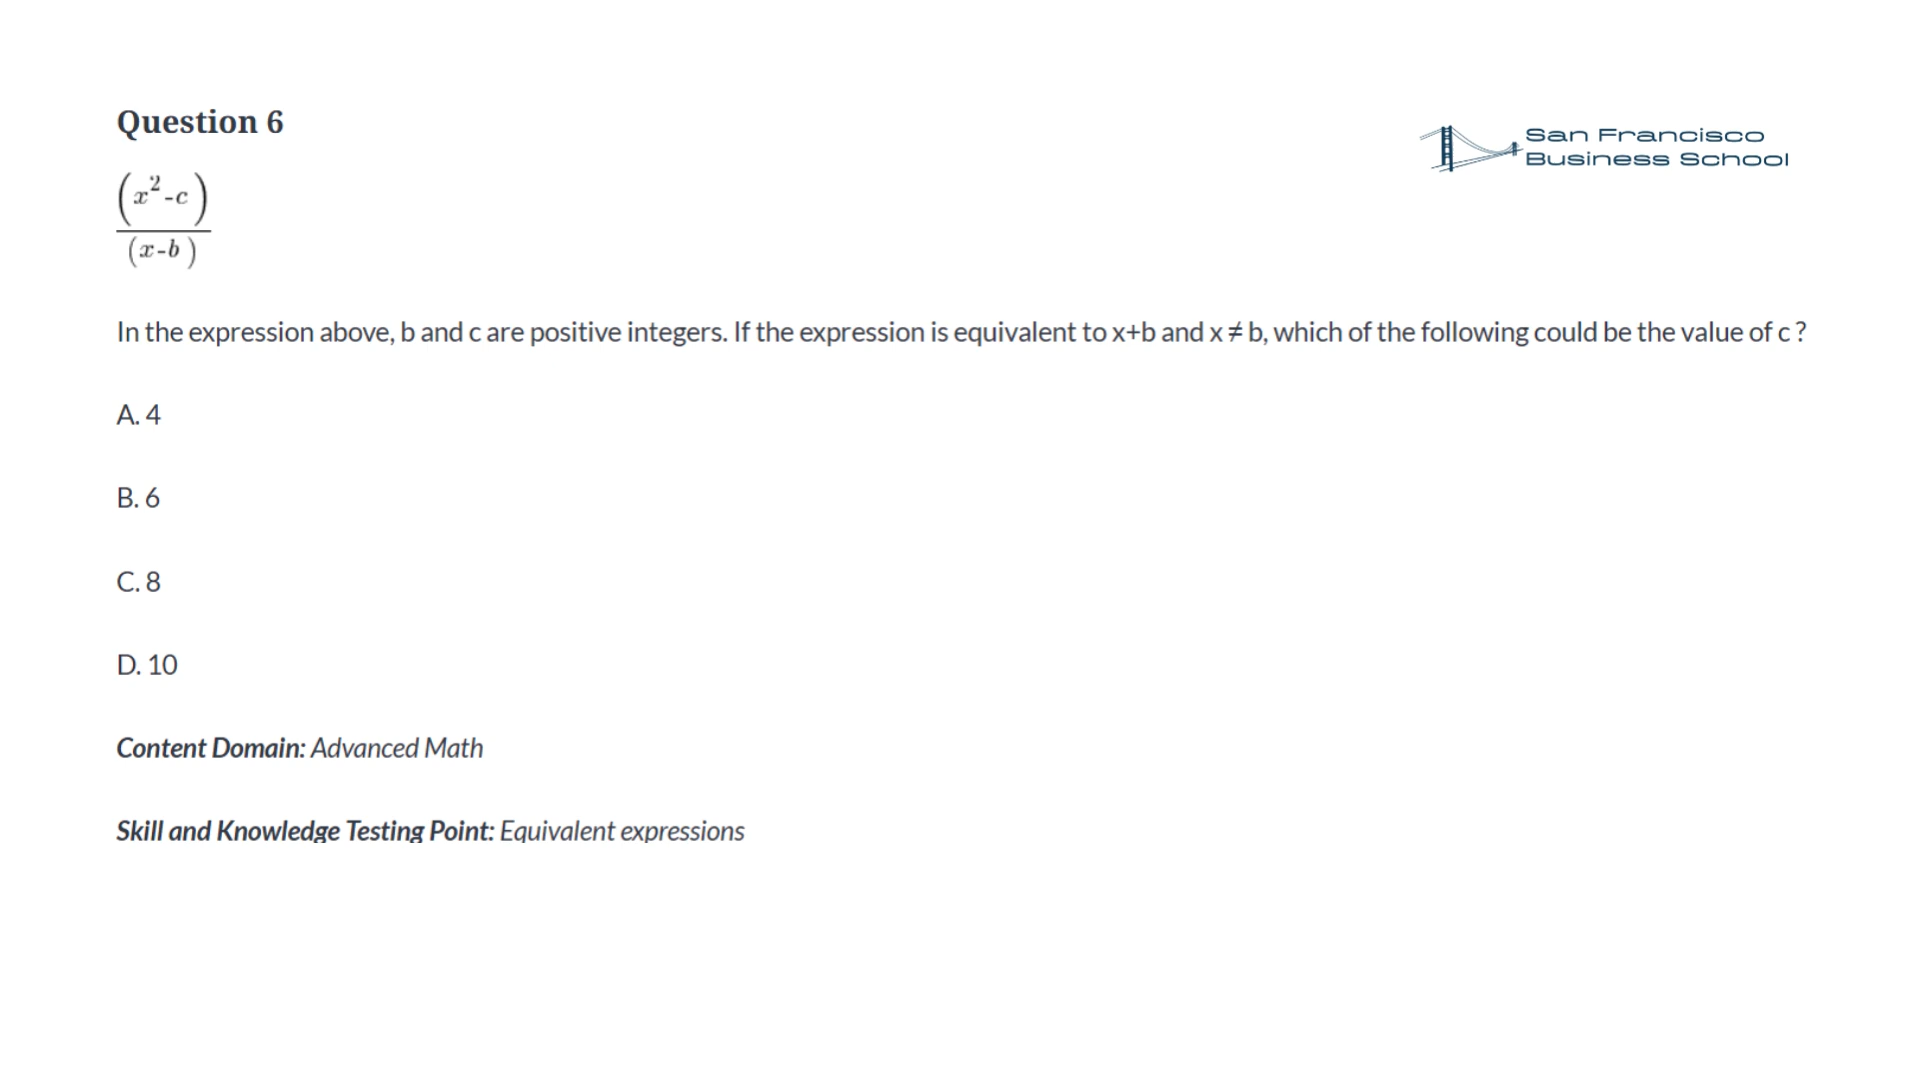 Question 6
San Francisco
Business School
(x²-c)
(x-b)
In the expression above, b and c are positive integers. If the expression is equivalent to x+b and x ≠ b, which of the following could be the value of c ?
A. 4
B. 6
C. 8
D. 10
Content Domain: Advanced Math
Skill and Knowledge Testing Point: Equivalent expressions